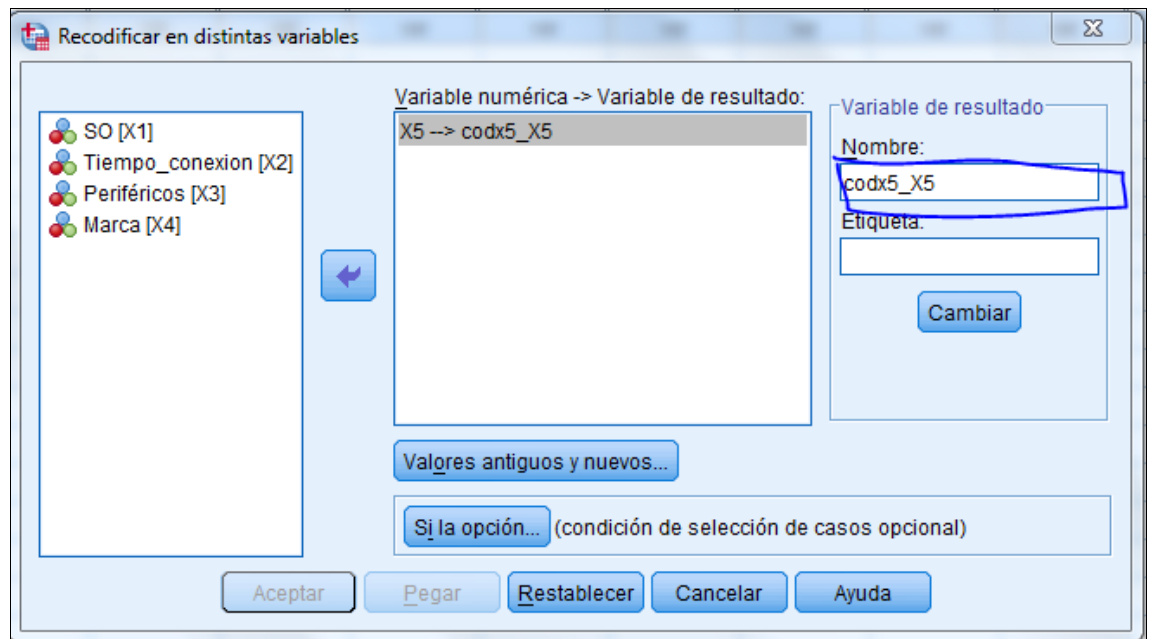 Recodificar en distintas variables
SO [X1]
Tiempo_conexion [X2]
Periféricos [X3]
Marca [X4]
Variable numérica -> Variable de resultado:
X5 --> codx5_X5
Variable de resultado
Nombre:
codx5_X5
Etiqueta:
Cambiar
Valores antiguos y nuevos...
Si la opción... (condición de selección de casos opcional)
Aceptar Pegar Restablecer Cancelar Ayuda